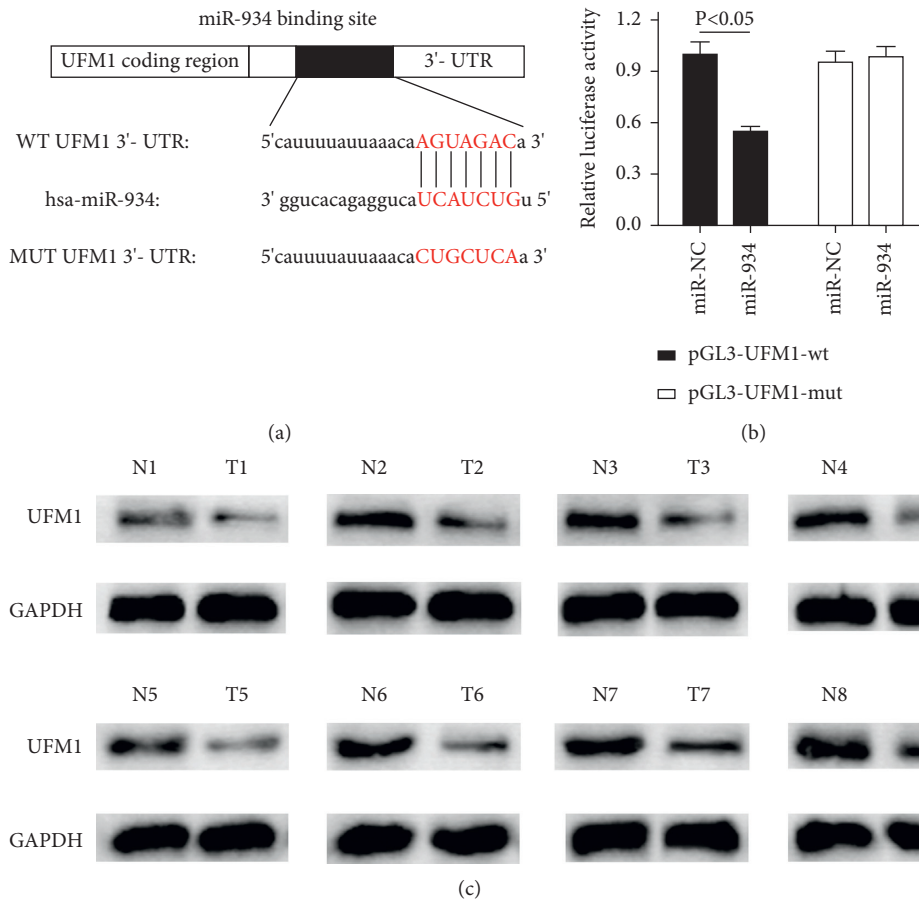 miR-934 binding site
UFM1 coding region
3'- UTR
WT UFM1 3'- UTR:
5'cauuuuauuaaacaAGUAGACa 3'
hsa-miR-934:
3' ggucacagaggucaUCAUCUGu 5'
MUT UFM1 3'- UTR:
5'cauuuuauuaaacaCUGCUCAa 3'
(a)
Relative luciferase activity
1.2
0.9
0.6
0.3
0.0
P<0.05
miR-NC
miR-934
miR-NC
miR-934
pGL3-UFM1-wt
pGL3-UFM1-mut
(b)
N1 T1 N2 T2 N3 T3 N4
UFM1
GAPDH
N5 T5 N6 T6 N7 T7 N8
UFM1
GAPDH
(c)